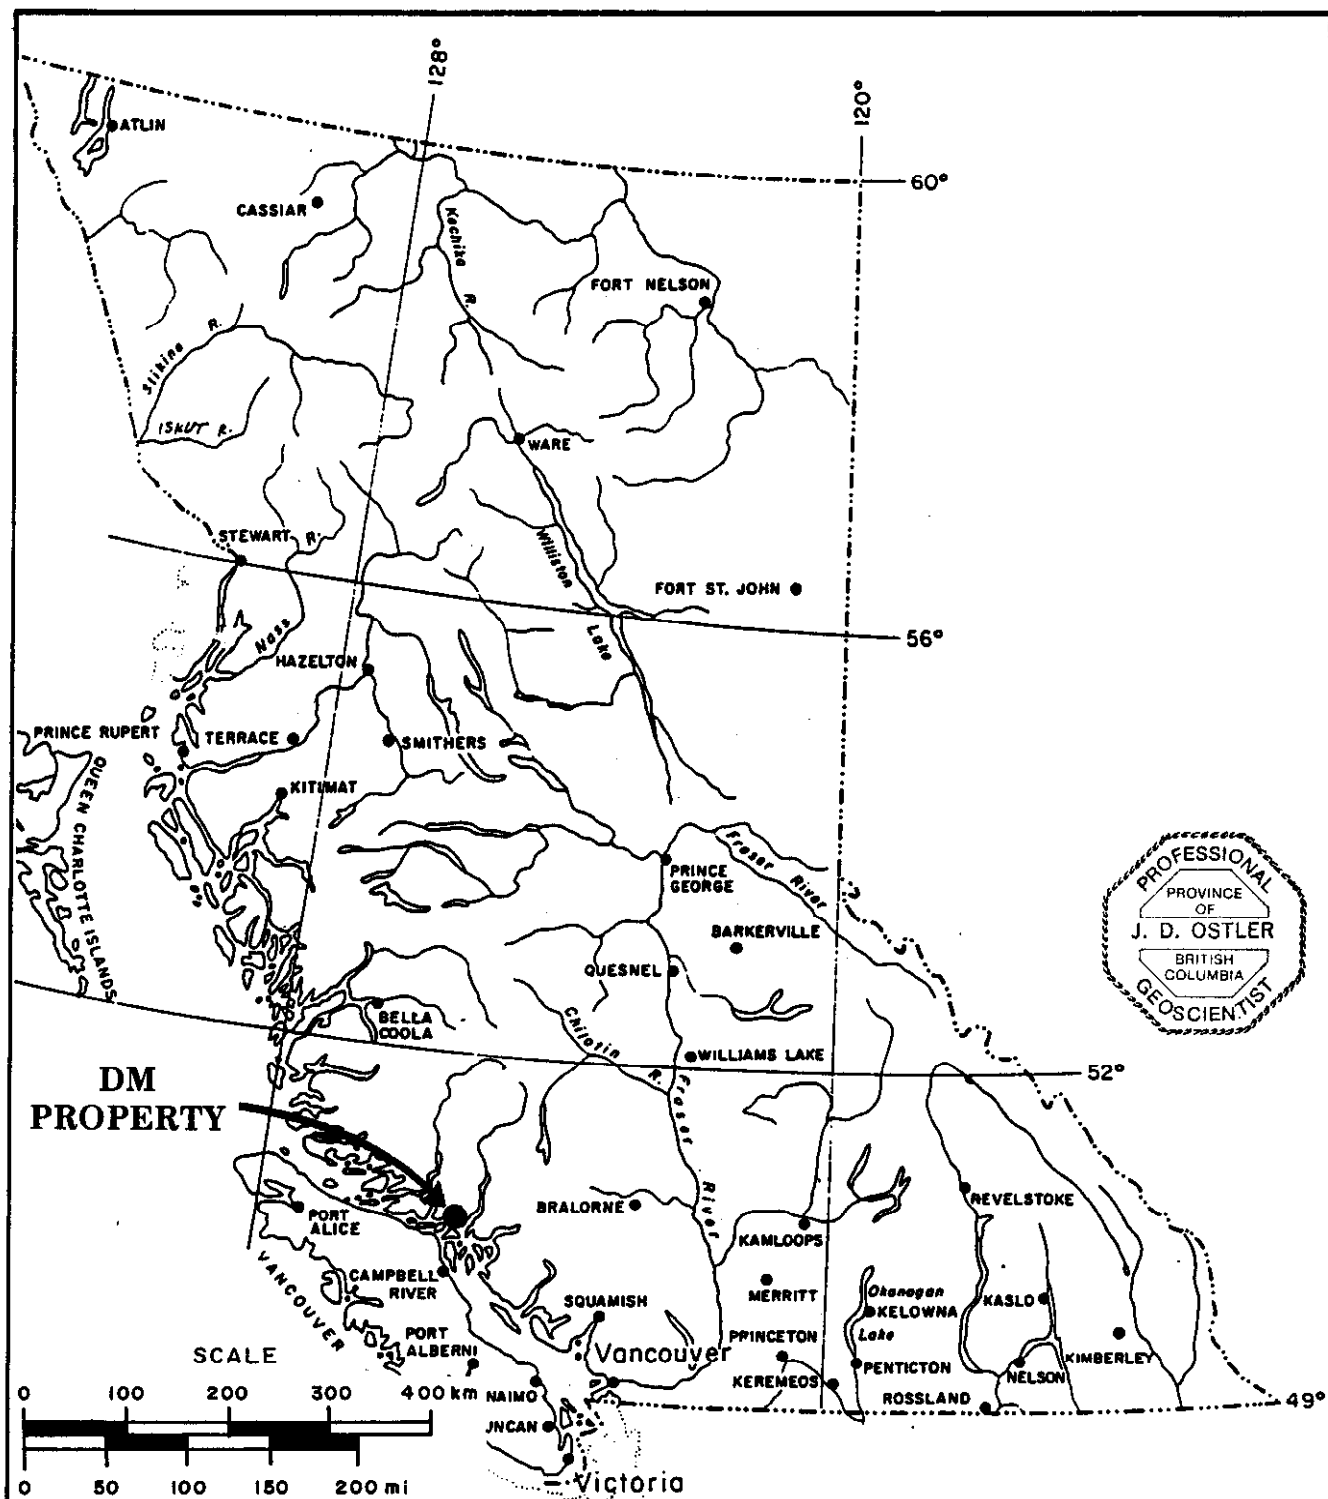 128°
120°
ATLIN
60°
CASSIAR
Kechika
R.
FORT NELSON
Stikine R.
ISKUT R.
WARE
STEWART
R.
Williston
FORT ST. JOHN
Nass
Lake
56°
HAZELTON
PRINCE RUPERT
TERRACE
SMITHERS
QUEEN CHARLOTTE ISLANDS
KITIMAT
PRINCE
GEORGE
Fraser River
PROFESSIONAL
PROVINCE
OF
J. D. OSTLER
BRITISH
COLUMBIA
GEOSCIENTIST
BARKERVILLE
QUESNEL
BELLA
COOLA
Chilotin
R.
WILLIAMS LAKE
52°
DM
PROPERTY
Fraser
River
PORT
ALICE
BRALORNE
REVELSTOKE
KAMLOOPS
VANCOUVER
CAMPBELL
RIVER
MERRITT
Okanagan
KELOWNA
Lake
KASLO
SQUAMISH
PORT
ALBERNI
Vancouver
PRINCETON
PENTICTON
NELSON
KIMBERLEY
SCALE
NAIMO
KEREMEOS
ROSSLAND
49°
0 100 200 300 400 km
JNCAN
0 50 100 150 200 mi
Victoria